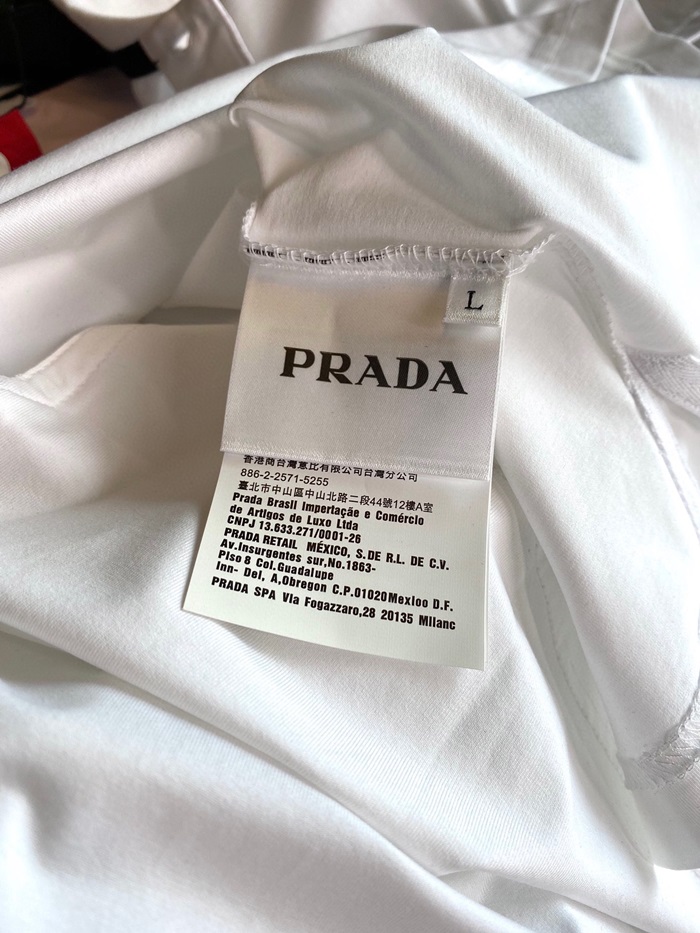 L
PRADA
香港商台灣意比有限公司台灣分公司
886-2-2571-5255
臺北市中山區中山北路二段44號12樓A室
Prada Brasil Impertação e Comércio
de Artigos de Luxo Ltda
CNPJ 13.633.271/0001-26
PRADA RETAIL MÉXICO, S.DE R.L. DE C.V.
Av.Insurgentes sur,No.1863-
Piso 8 Col.Guadalupe
Inn- Del, A,Obregon C.P.01020Mexloo D.F.
PRADA SPA Via Fogazzaro,28 20135 Milanc